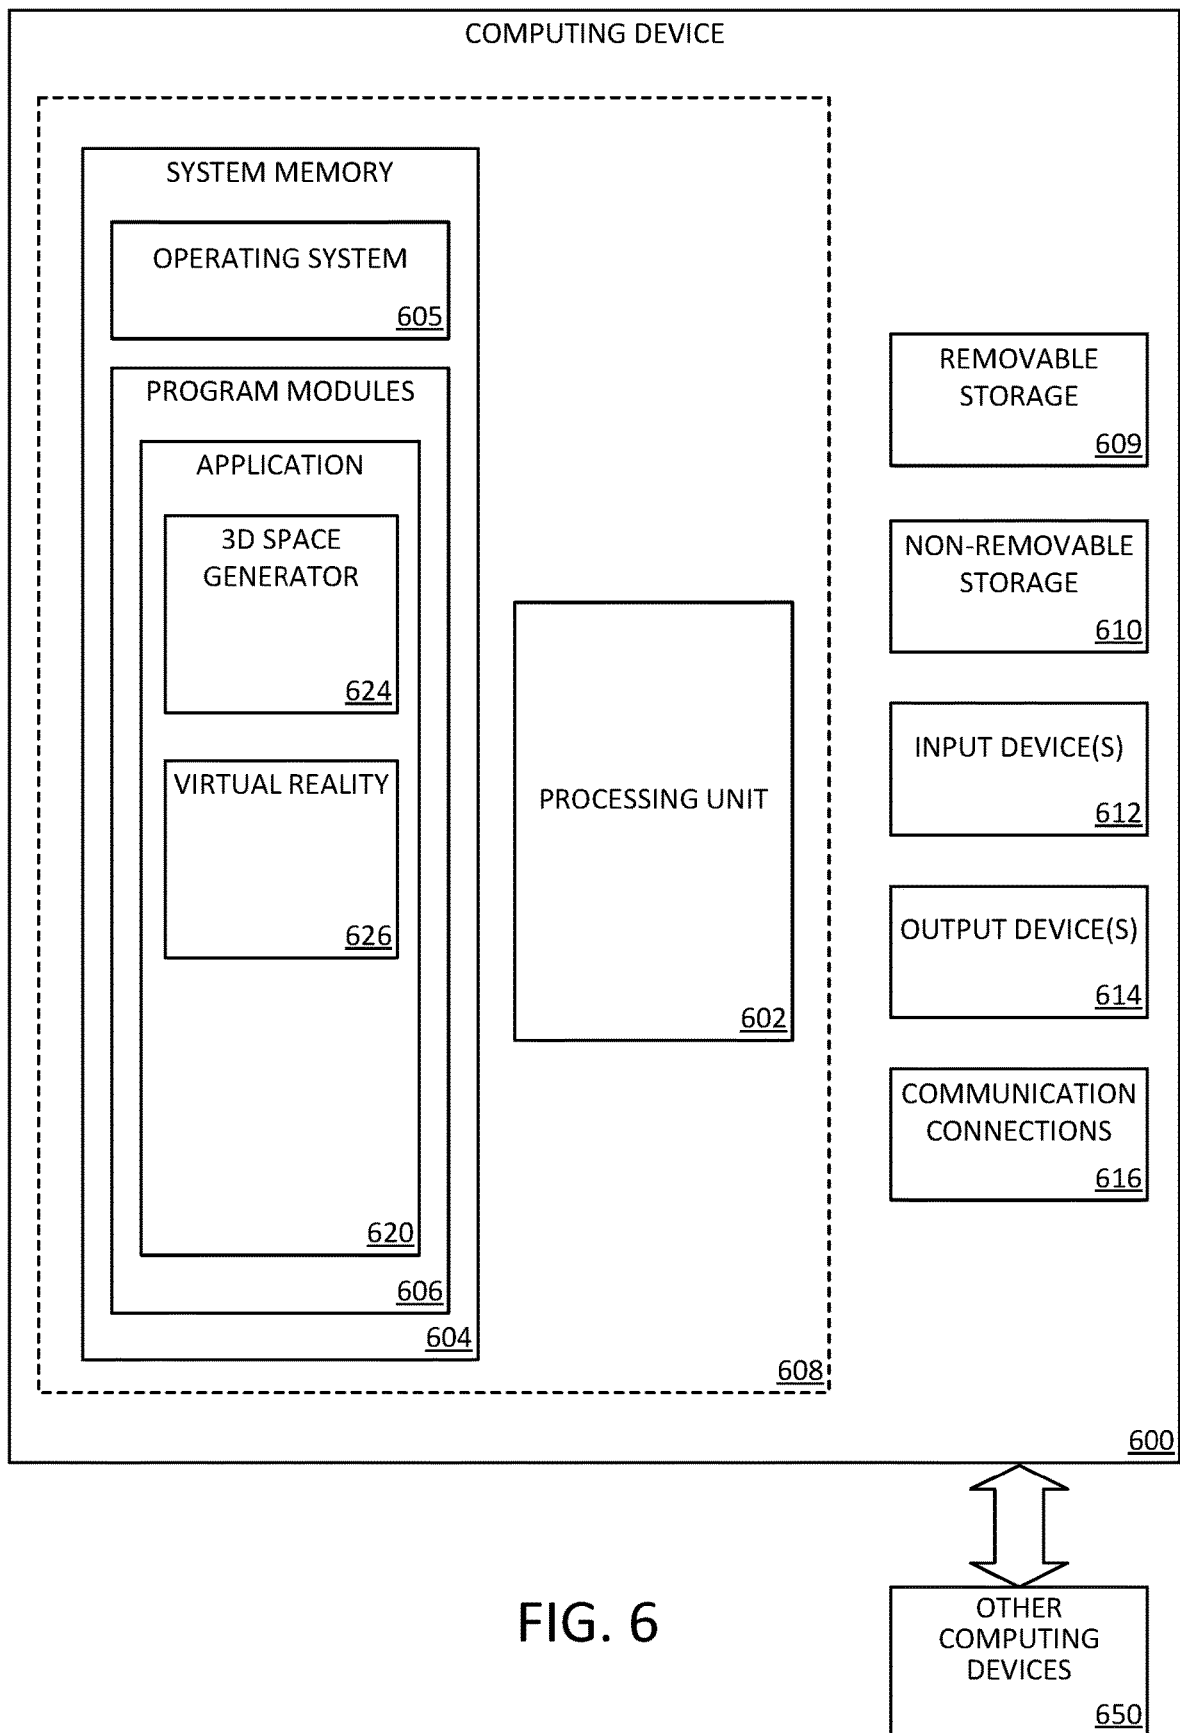 COMPUTING DEVICE
SYSTEM MEMORY
OPERATING SYSTEM
605
PROGRAM MODULES
APPLICATION
3D SPACE
GENERATOR
624
VIRTUAL REALITY
626
620
606
604
PROCESSING UNIT
602
608
REMOVABLE
STORAGE
609
NON-REMOVABLE
STORAGE
610
INPUT DEVICE(S)
612
OUTPUT DEVICE(S)
614
COMMUNICATION
CONNECTIONS
616
600
OTHER
COMPUTING
DEVICES
650
FIG. 6